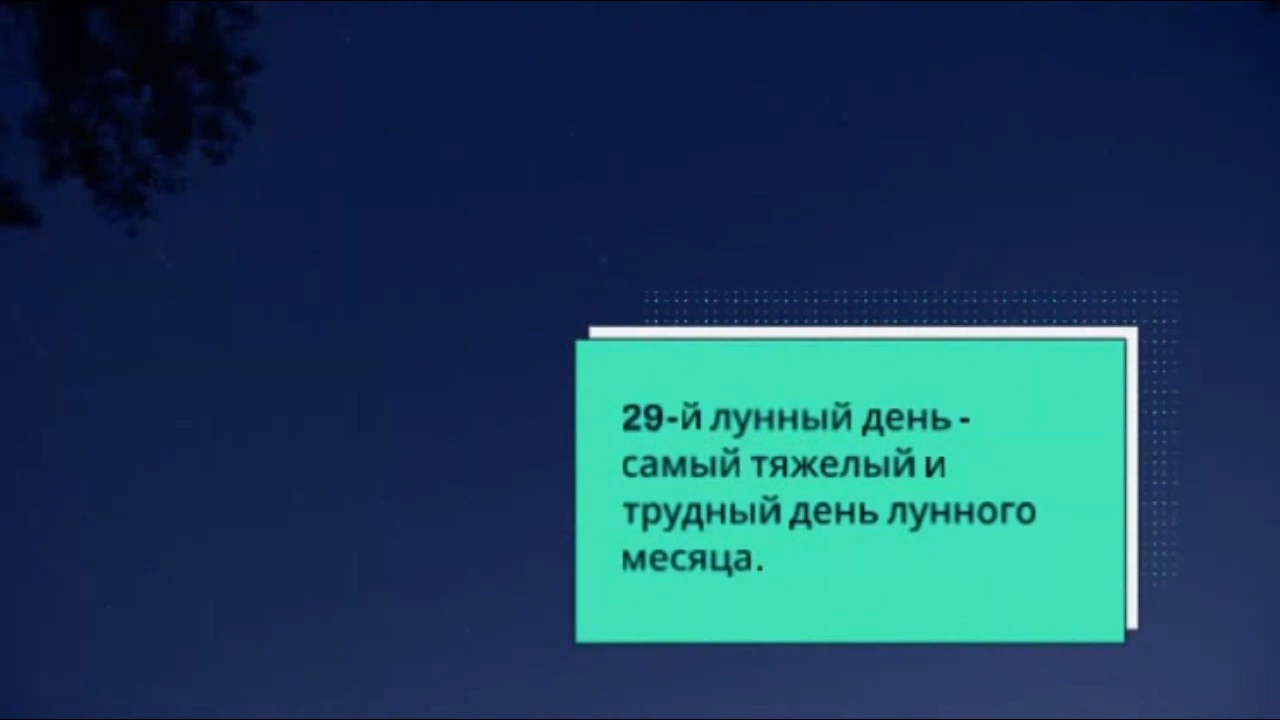 29-й лунный день -
самый тяжелый и
трудный день лунного
месяца.